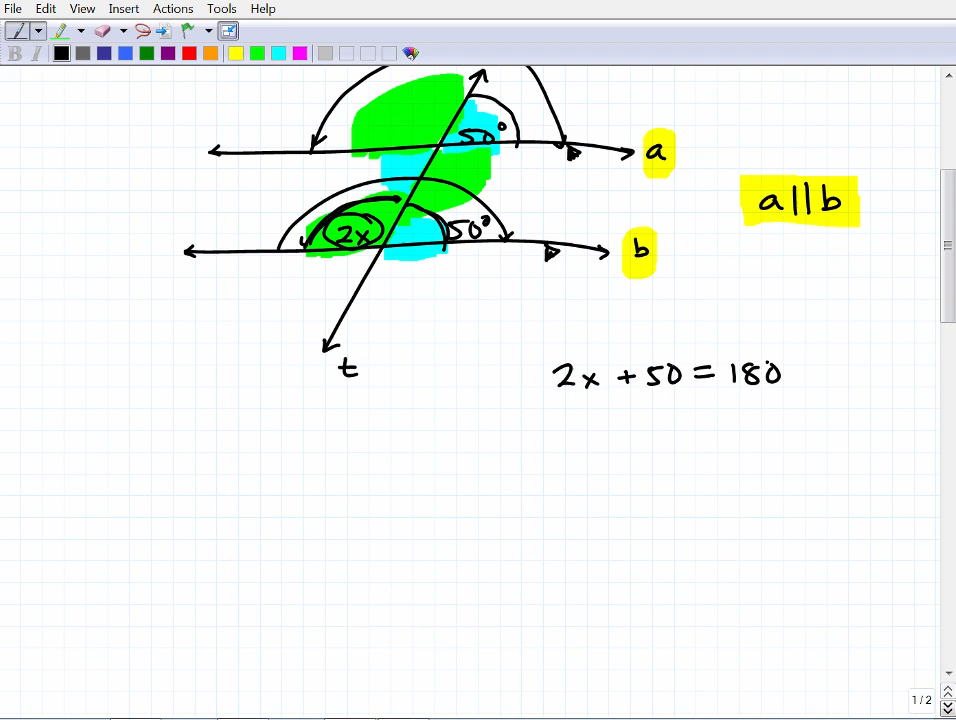 File Edit View Insert Actions Tools Help
B I
50°
a
a||b
2x
50°
b
t
2x + 50 = 180
1 / 2